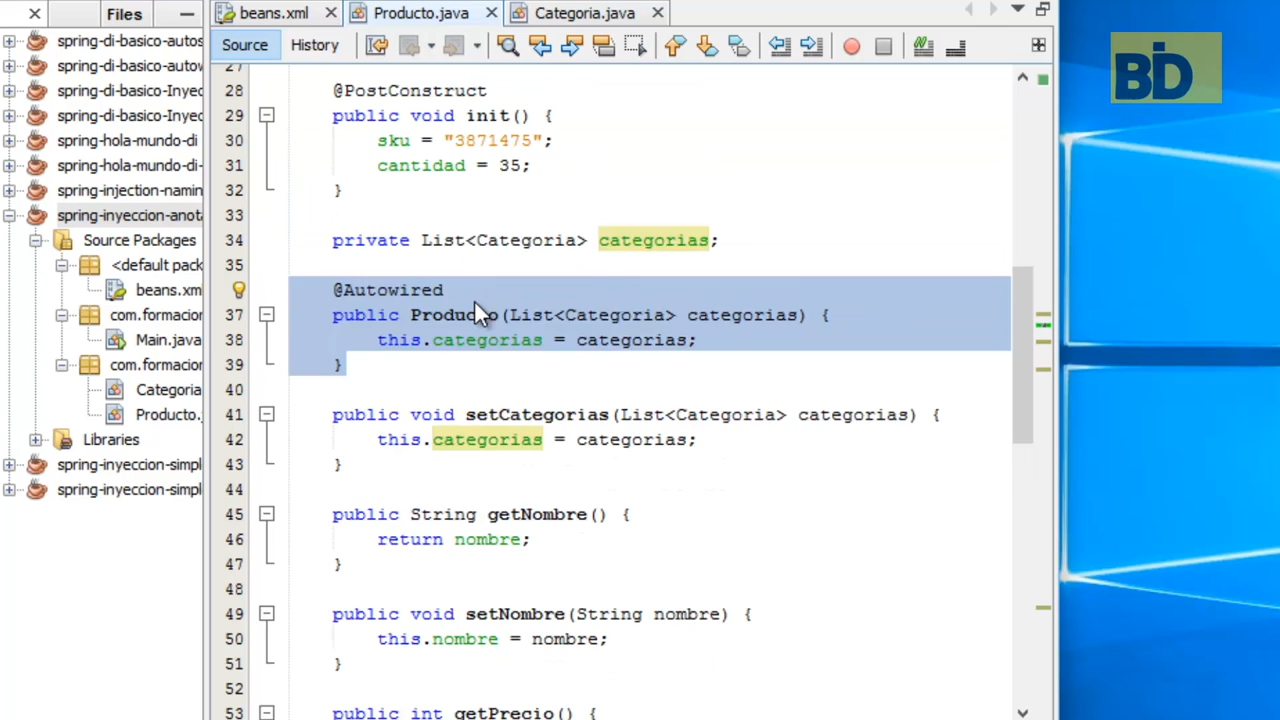 Files
beans.xml
Producto.java
Categoria.java
Source
History
BD
spring-di-basico-autos
spring-di-basico-autow
spring-di-basico-Inyec
spring-di-basico-Inyec
spring-hola-mundo-di
spring-hola-mundo-di-
spring-injection-namin
spring-inyeccion-anota
Source Packages
<default pack
beans.xm
com.formacion
Main.java
com.formacion
Categoria
Producto.
Libraries
spring-inyeccion-simpl
spring-inyeccion-simpl
27
28 @PostConstruct
29 public void init() {
30 sku = "3871475";
31 cantidad = 35;
32 }
33
34 private List<Categoria> categorias;
35
@Autowired
37 public Producto(List<Categoria> categorias) {
38 this.categorias = categorias;
39 }
40
41 public void setCategorias(List<Categoria> categorias) {
42 this.categorias = categorias;
43 }
44
45 public String getNombre() {
46 return nombre;
47 }
48
49 public void setNombre(String nombre) {
50 this.nombre = nombre;
51 }
52
53 public int getPrecio() {